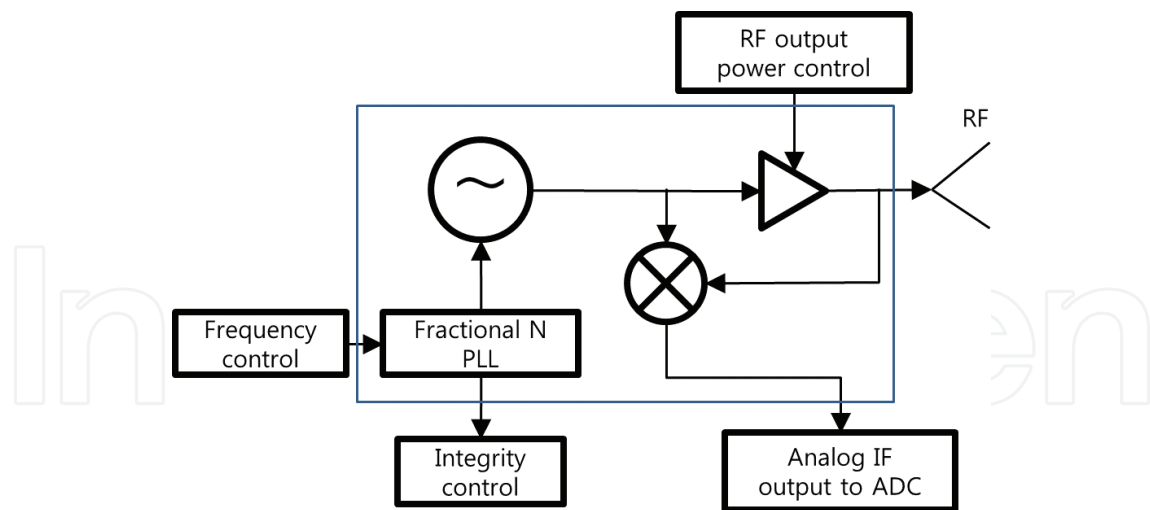 RF output
power control
RF
Frequency
control
Fractional N
PLL
Integrity
control
Analog IF
output to ADC